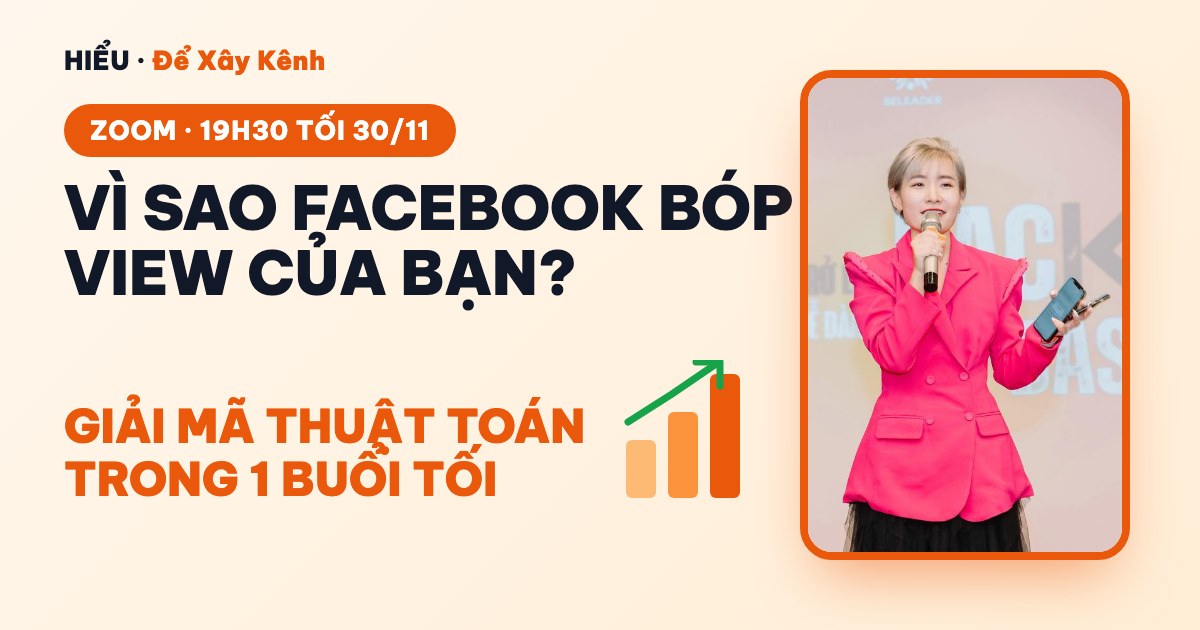 HIỂU · Để Xây Kênh
ZOOM · 19H30 TỐI 30/11
VÌ SAO FACEBOOK BÓP
VIEW CỦA BẠN?
GIẢI MÃ THUẬT TOÁN
TRONG 1 BUỔI TỐI
BELEADER